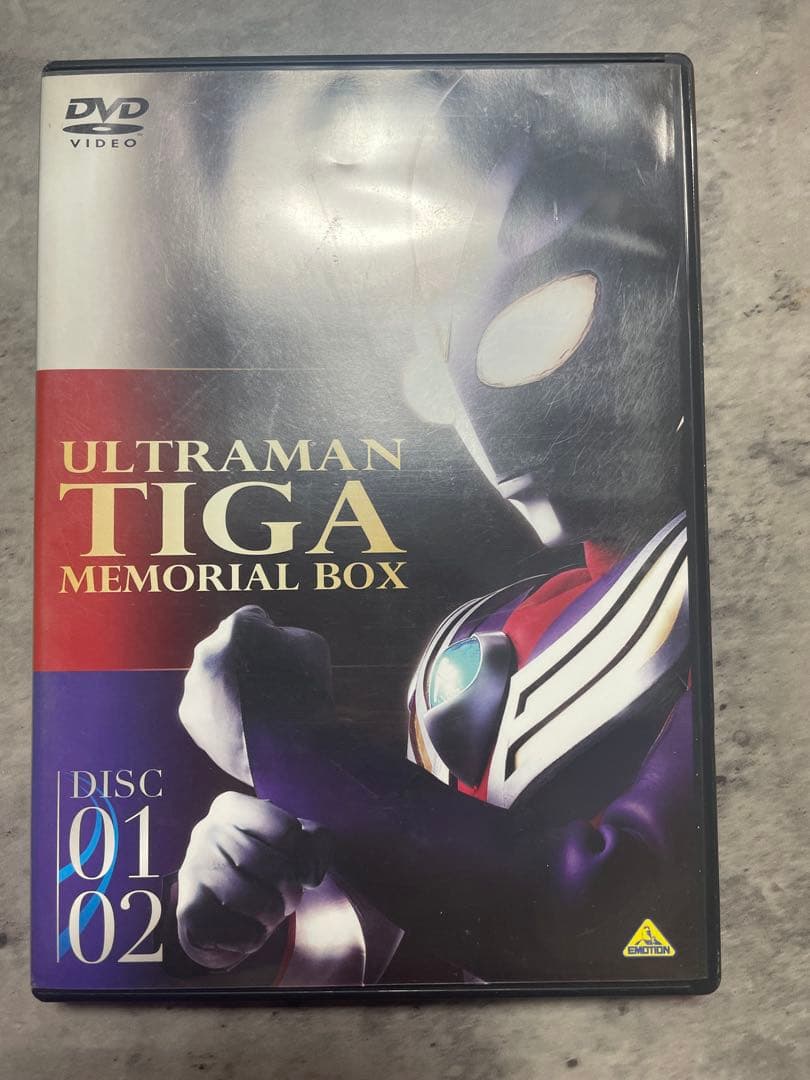 DVD
VIDEO
ULTRAMAN
TIGA
MEMORIAL BOX
DISC
01
02
EMOTION